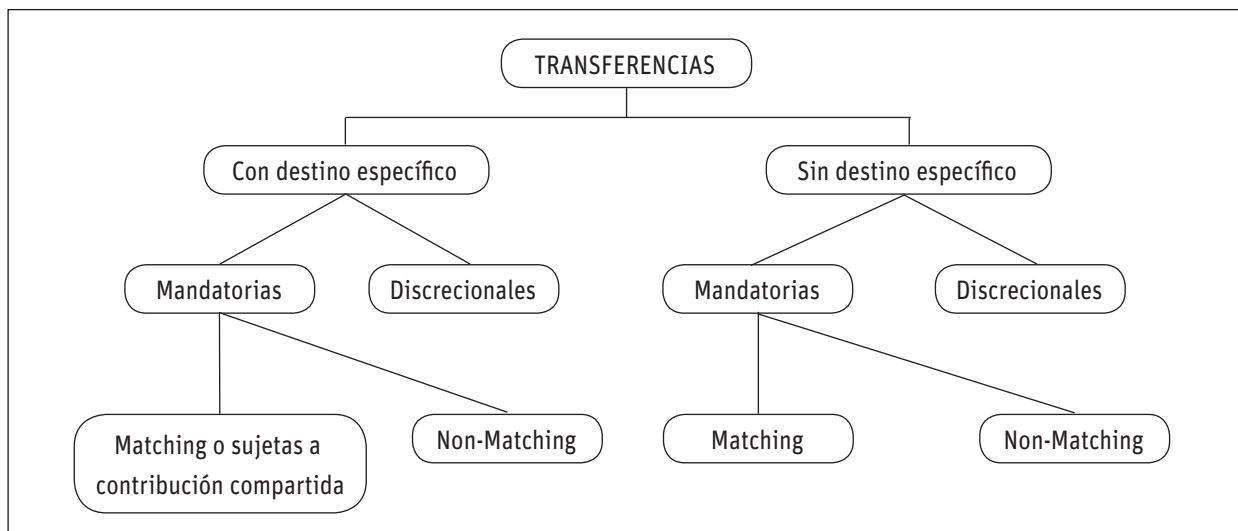 TRANSFERENCIAS
Con destino específico
Sin destino específico
Mandatorias
Discrecionales
Mandatorias
Discrecionales
Matching o sujetas a
contribución compartida
Non-Matching
Matching
Non-Matching